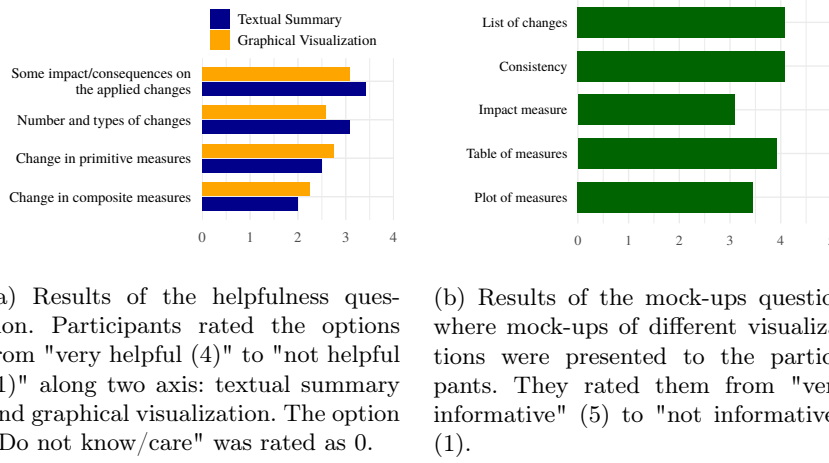 Textual Summary
Graphical Visualization
Some impact/consequences on
the applied changes
Number and types of changes
Change in primitive measures
Change in composite measures
0 1 2 3 4
List of changes
Consistency
Impact measure
Table of measures
Plot of measures
0 1 2 3 4
a) Results of the helpfulness ques-
ion. Participants rated the options
rom "very helpful (4)" to "not helpful
1)" along two axis: textual summary
nd graphical visualization. The option
Do not know/care" was rated as 0.
(b) Results of the mock-ups questio
where mock-ups of different visualiza
tions were presented to the partici
pants. They rated them from "ver
informative" (5) to "not informative
(1).